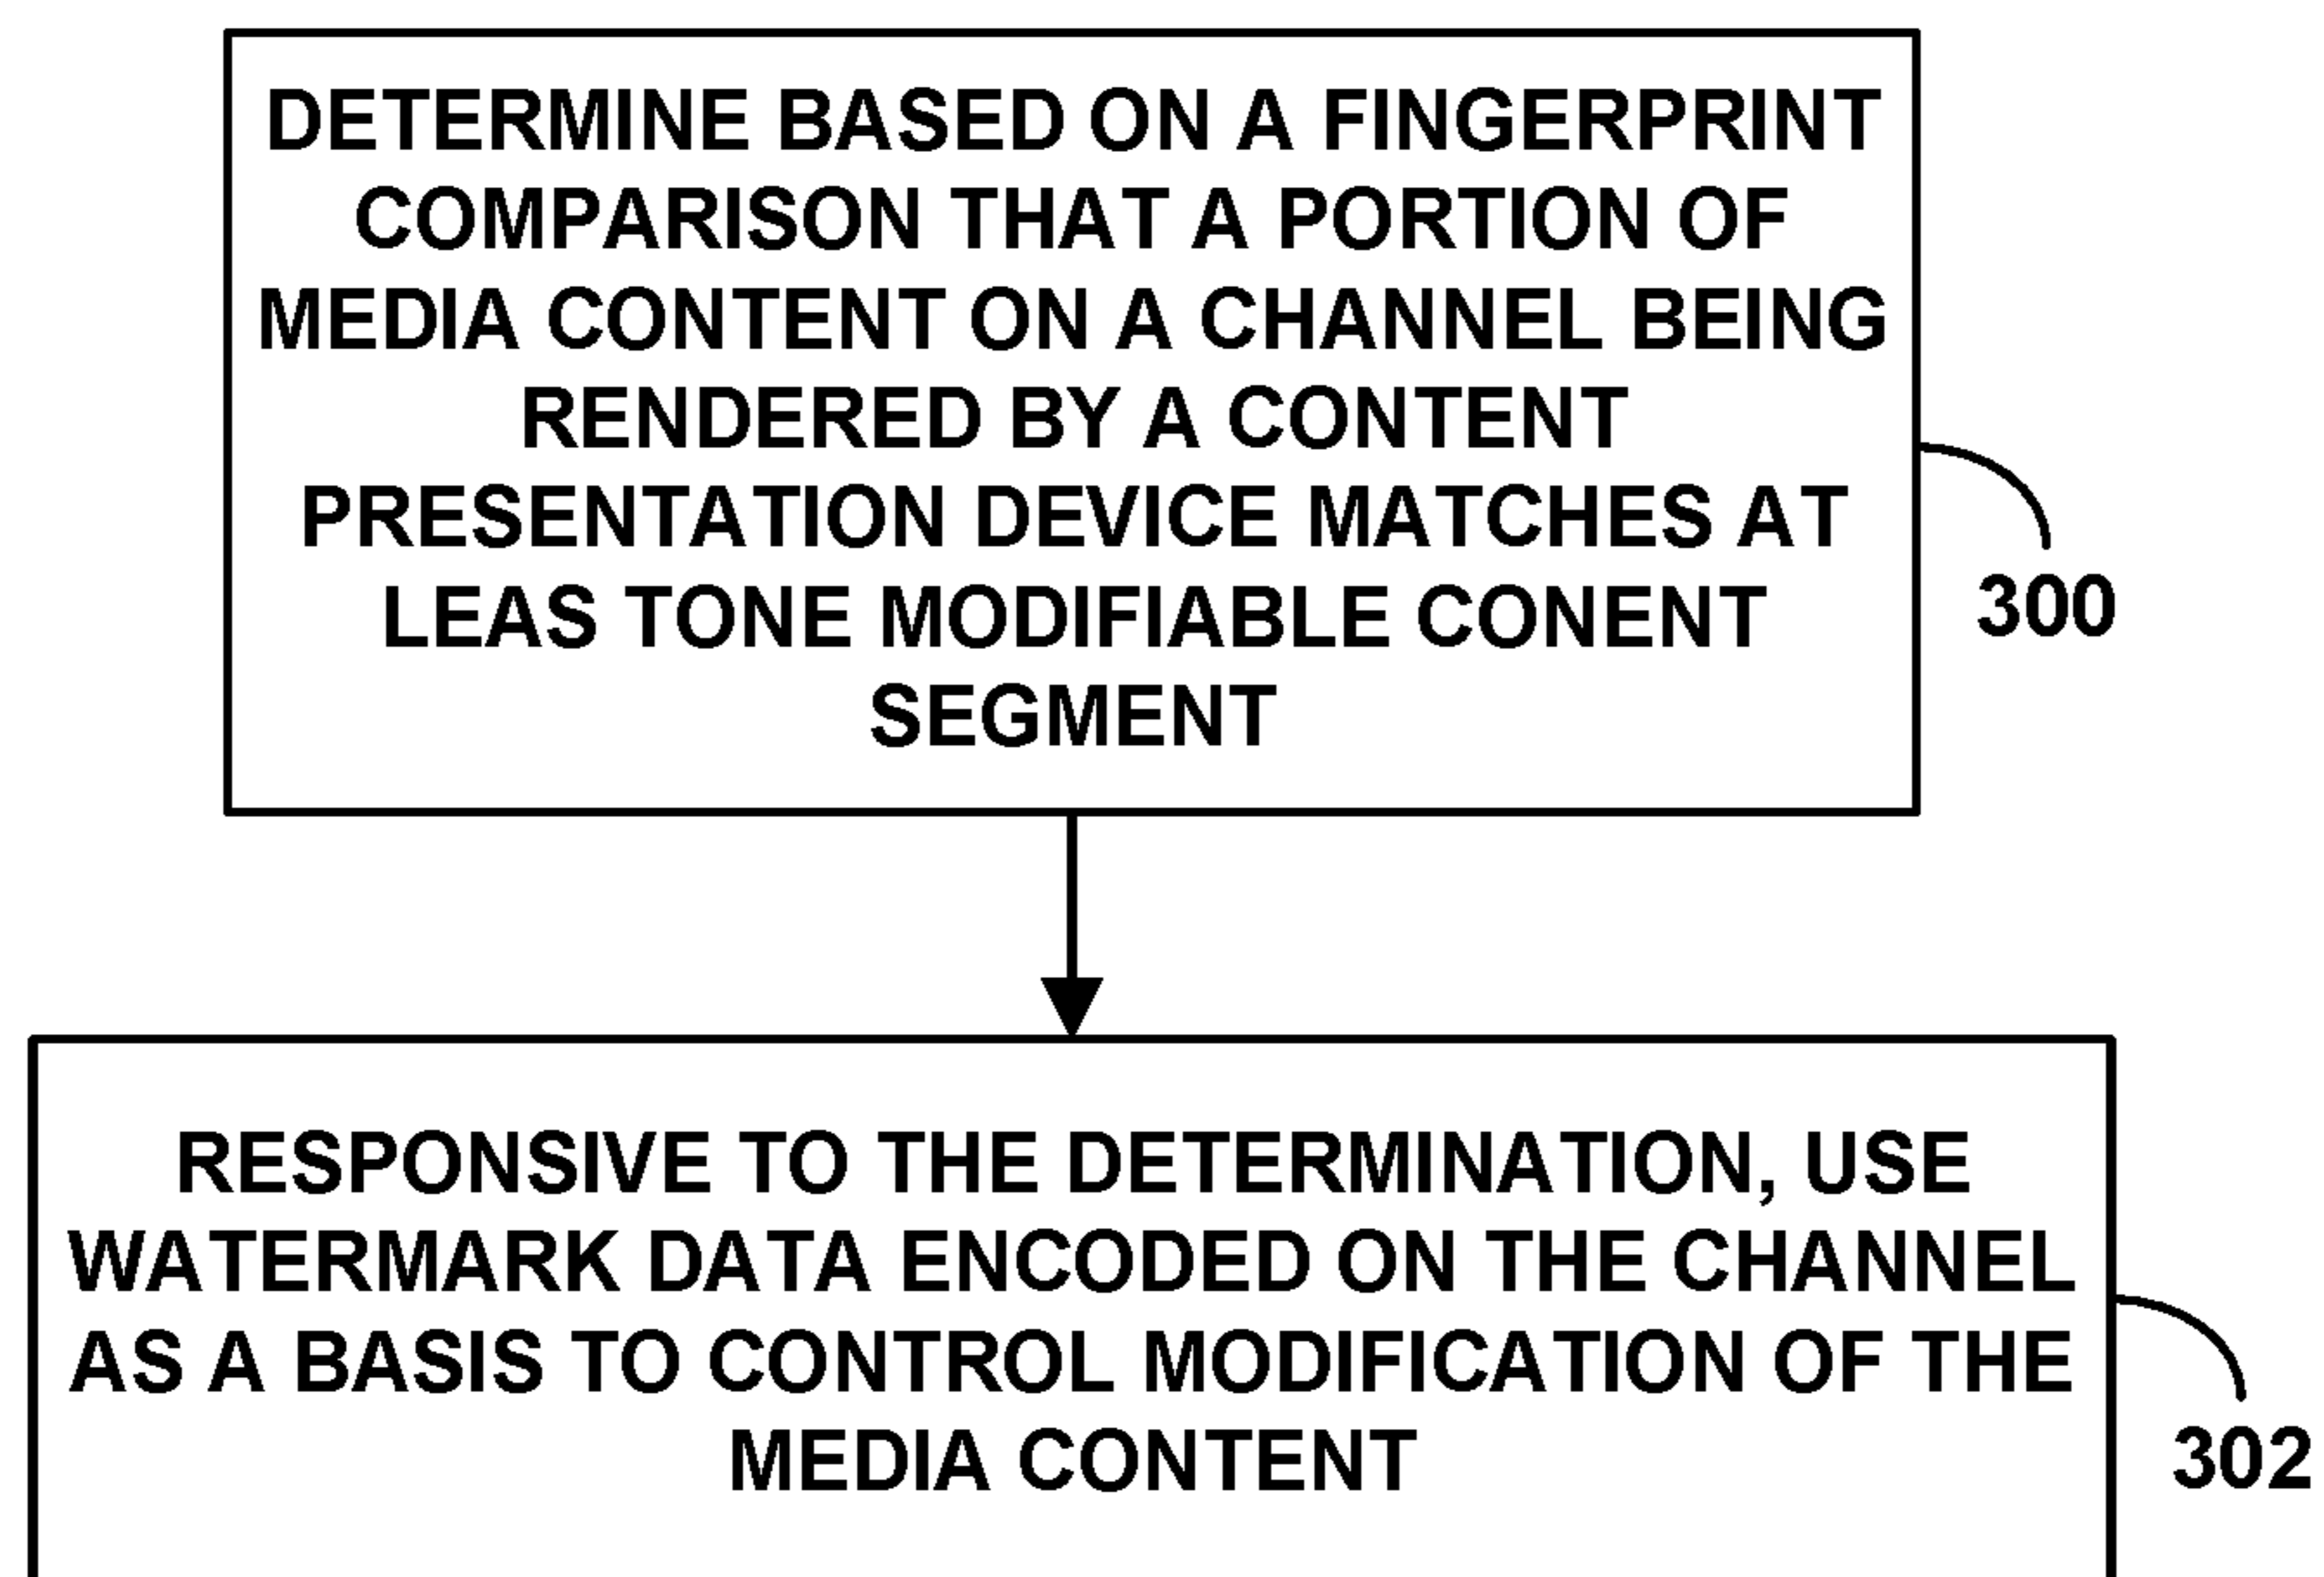 DETERMINE BASED ON A FINGERPRINT
COMPARISON THAT A PORTION OF
MEDIA CONTENT ON A CHANNEL BEING
RENDERED BY A CONTENT
PRESENTATION DEVICE MATCHES AT
LEAS TONE MODIFIABLE CONENT
SEGMENT
300
RESPONSIVE TO THE DETERMINATION, USE
WATERMARK DATA ENCODED ON THE CHANNEL
AS A BASIS TO CONTROL MODIFICATION OF THE
MEDIA CONTENT
302